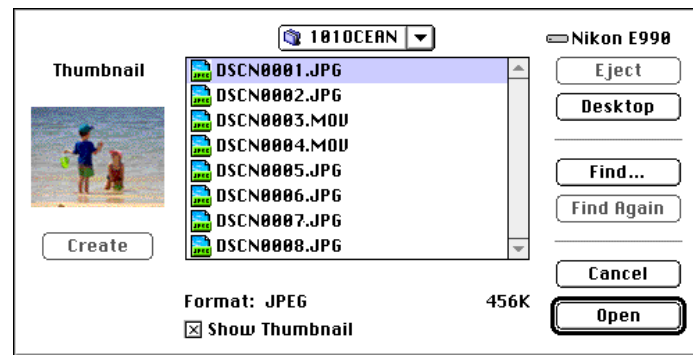 101OCEAN
Nikon E990
Thumbnail
DSCN0001.JPG
DSCN0002.JPG
DSCN0003.MOV
DSCN0004.MOV
DSCN0005.JPG
DSCN0006.JPG
DSCN0007.JPG
DSCN0008.JPG
Create
Format: JPEG 456K
Show Thumbnail
Eject
Desktop
Find...
Find Again
Cancel
Open